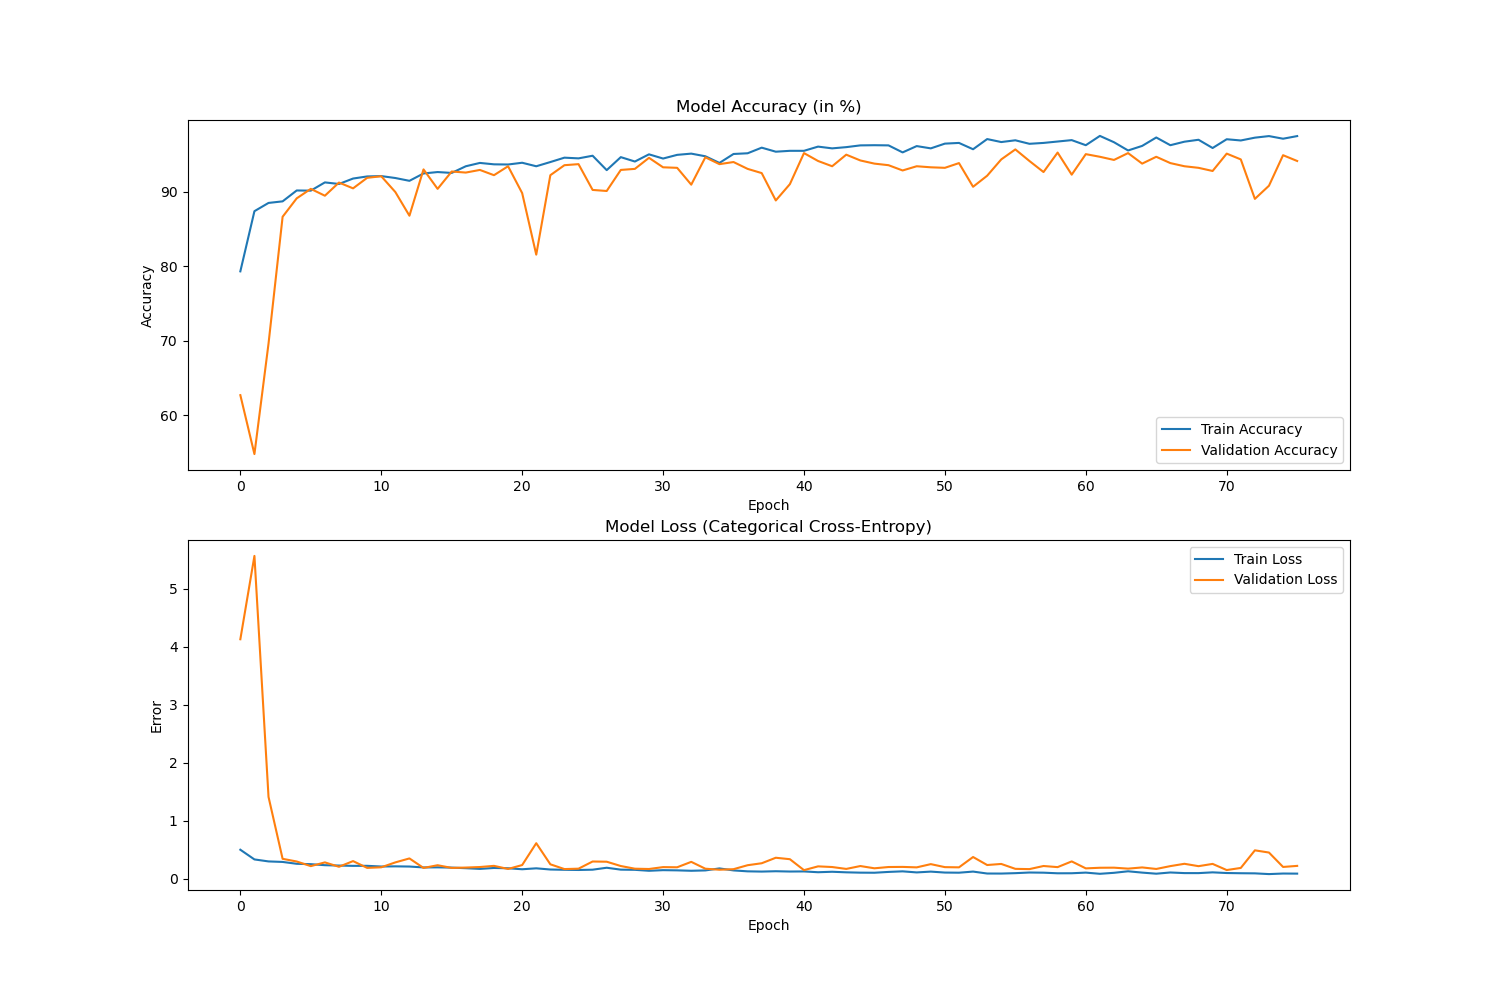 Model Accuracy (in %)
Accuracy
90
80
70
60
Train Accuracy
Validation Accuracy
0 10 20 30 40 50 60 70
Epoch
Model Loss (Categorical Cross-Entropy)
Error
5
4
3
2
1
0
Train Loss
Validation Loss
0 10 20 30 40 50 60 70
Epoch